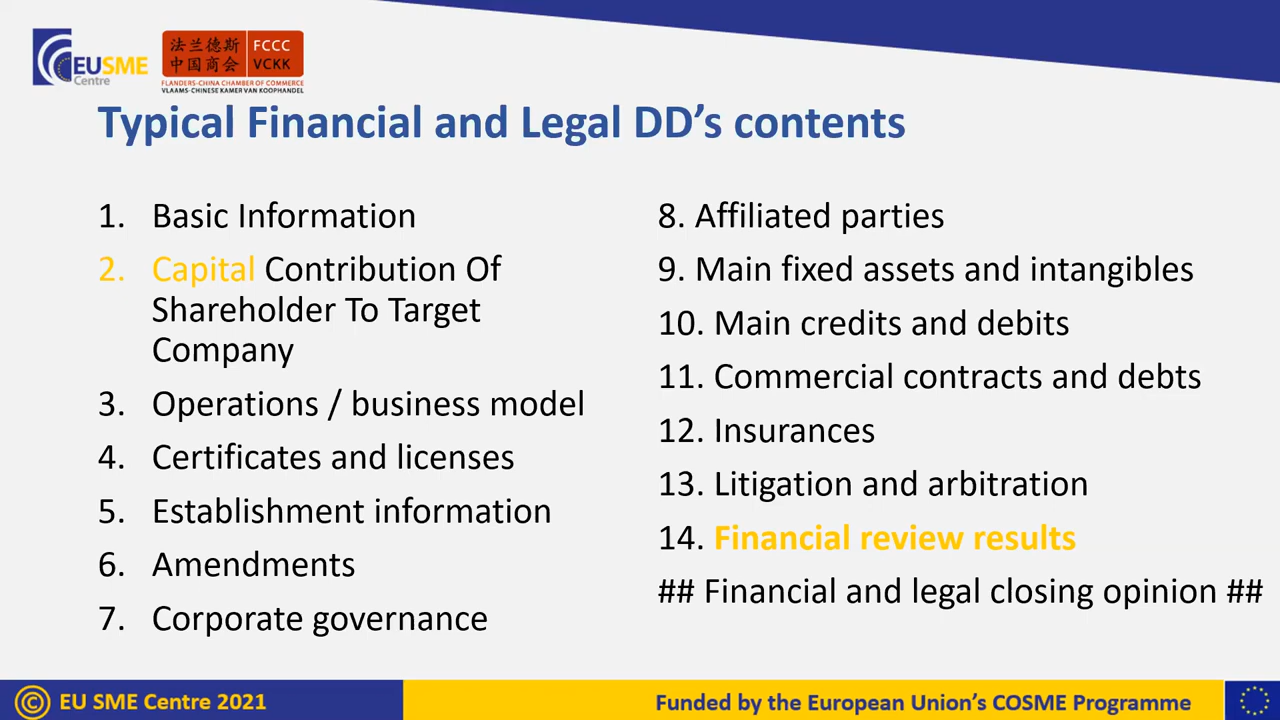 EUSME
Centre
法兰德斯
中国商会
FCCC
VCKK
FLANDERS-CHINA CHAMBER OF COMMERCE
VLAAMS-CHINESE KAMER VAN KOOPHANDEL
Typical Financial and Legal DD’s contents
1. Basic Information
2. Capital Contribution Of
Shareholder To Target
Company
3. Operations / business model
4. Certificates and licenses
5. Establishment information
6. Amendments
7. Corporate governance
8. Affiliated parties
9. Main fixed assets and intangibles
10. Main credits and debits
11. Commercial contracts and debts
12. Insurances
13. Litigation and arbitration
14. Financial review results
## Financial and legal closing opinion ##
© EU SME Centre 2021
Funded by the European Union’s COSME Programme